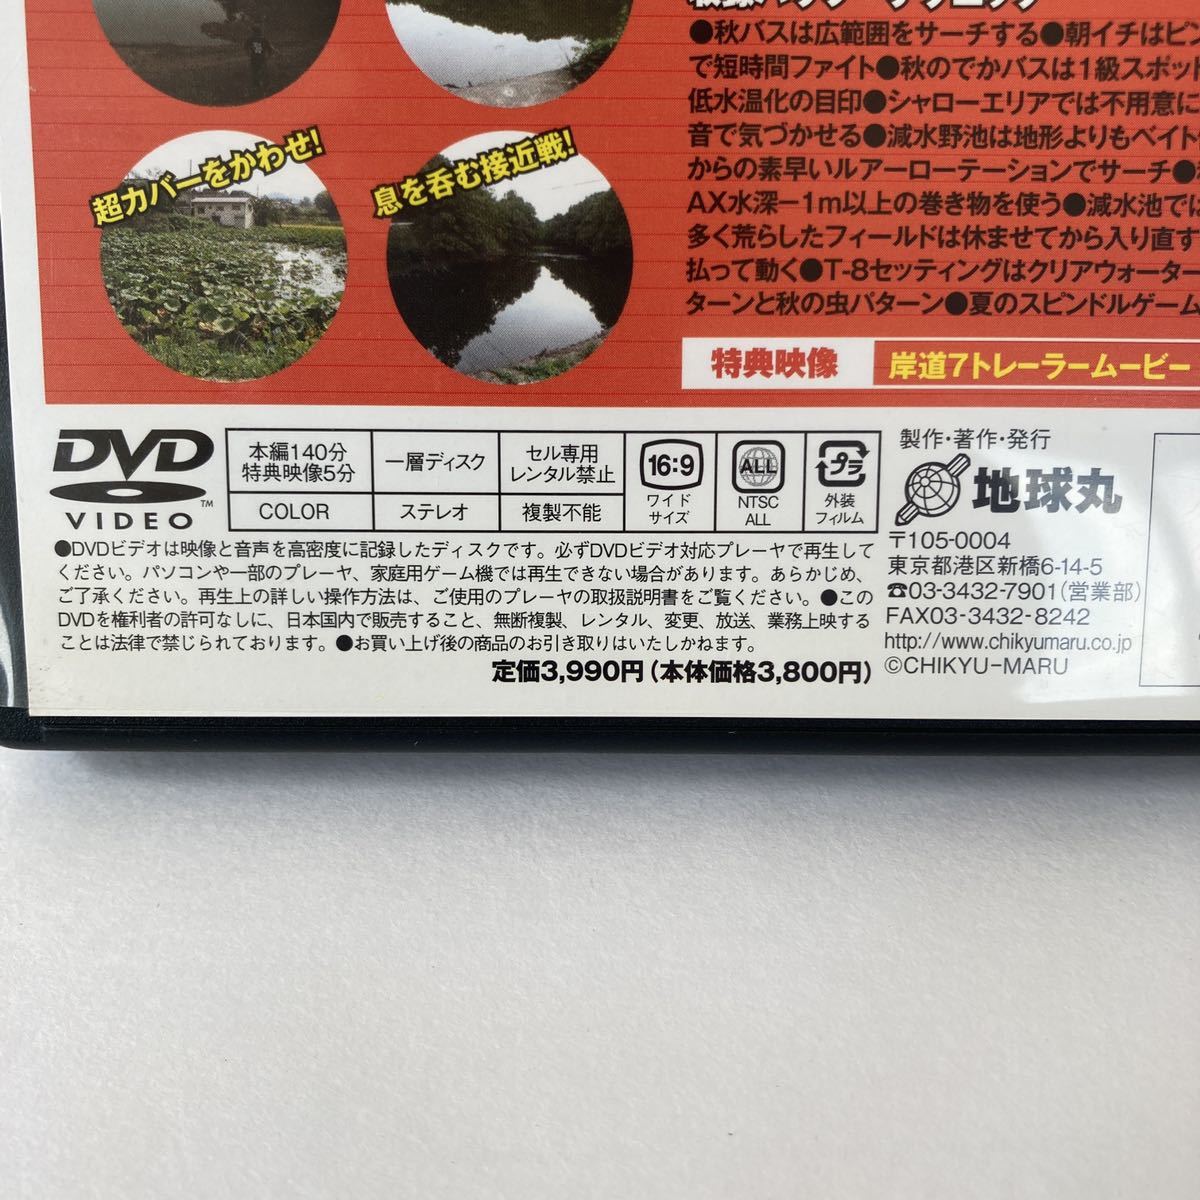 ●秋バスは広範囲をサーチする●朝イチはピン
で短時間ファイト●秋のでかバスは1級スポット
低水温化の目印●シャローエリアでは不用意に
音で気づかせる●減水野池は地形よりもベイト
からの素早いルアーローテーションでサーチ●
AX水深ー1m以上の巻き物を使う●減水池では
多く荒らしたフィールドは休ませてから入り直す
払って動く●T-8セッティングはクリアウォーター
ターンと秋の虫パターン●夏のスピンドルゲーム
超カバーをかわせ!
息を呑む接近戦!
特典映像 岸道7トレーラームービー
DVD
VIDEO™
本編140分
特典映像5分
一層ディスク
セル専用
レンタル禁止
COLOR
ステレオ
複製不能
16:9
ワイド
サイズ
ALL
NTSC
ALL
プラ
外装
フィルム
製作・著作・発行
地球丸
〒105-0004
東京都港区新橋6-14-5
☎03-3432-7901(営業部)
FAX03-3432-8242
http://www.chikyumaru.co.jp
©CHIKYU-MARU
●DVDビデオは映像と音声を高密度に記録したディスクです。必ずDVDビデオ対応プレーヤで再生して
ください。パソコンや一部のプレーヤ、家庭用ゲーム機では再生できない場合があります。あらかじめ、
ご了承ください。再生上の詳しい操作方法は、ご使用のプレーヤの取扱説明書をご覧ください。●この
DVDを権利者の許可なしに、日本国内で販売すること、無断複製、レンタル、変更、放送、業務上映する
ことは法律で禁じられております。●お買い上げ後の商品のお引き取りはいたしかねます。
定価3,990円(本体価格3,800円)